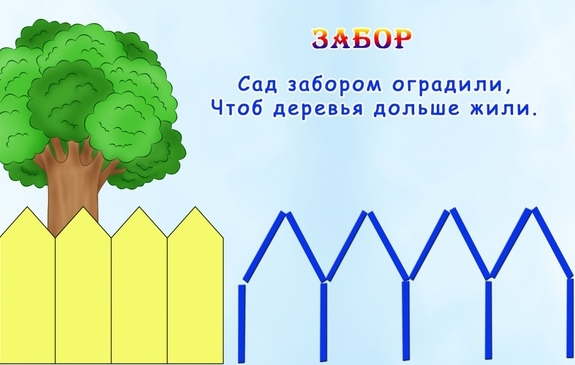 ЗАБОР
Сад забором оградили,
Чтоб деревья дольше жили.